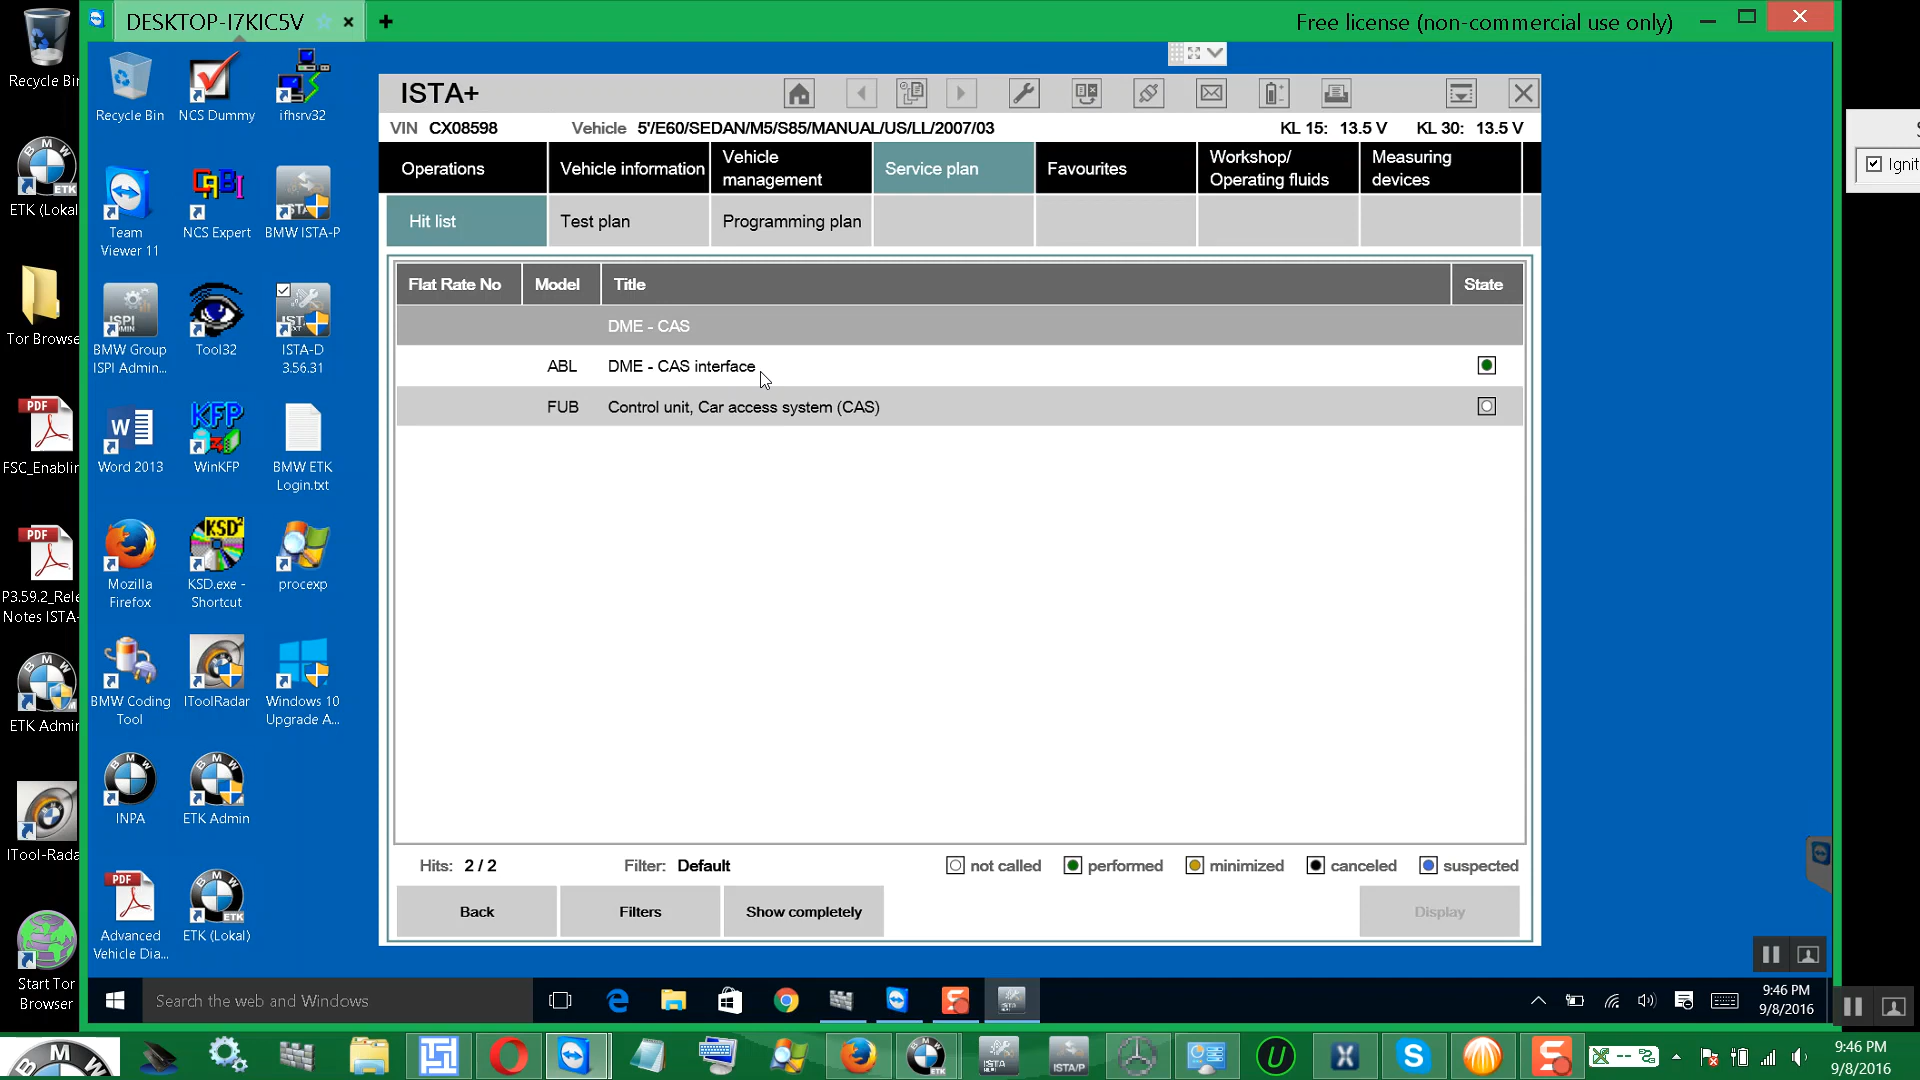 DESKTOP-I7KIC5V
Free license (non-commercial use only)
Recycle Bin
ETK (Lokal
Tor Browse
PDF
FSC_Enablin
PDF
P3.59.2_Rele
Notes ISTA-
ETK Admin
ITool-Rada
Start Tor
Browser
Recycle Bin
NCS Dummy
ifhsrv32
Team
Viewer 11
NCS Expert
BMW ISTA-P
BMW Group
ISPI Admin...
Tool32
ISTA-D
3.56.31
Word 2013
WinKFP
BMW ETK
Login.txt
Mozilla
Firefox
KSD.exe -
Shortcut
procexp
BMW Coding
Tool
IToolRadar
Windows 10
Upgrade A...
INPA
ETK Admin
PDF
Advanced
Vehicle Dia...
ETK (Lokal)
ISTA+
VIN CX08598
Vehicle 5'/E60/SEDAN/M5/S85/MANUAL/US/LL/2007/03
KL 15: 13.5 V KL 30: 13.5 V
Operations
Vehicle information
Vehicle
management
Service plan
Favourites
Workshop/
Operating fluids
Measuring
devices
Hit list
Test plan
Programming plan
Flat Rate No Model Title State
DME - CAS
ABL DME - CAS interface
FUB Control unit, Car access system (CAS)
Hits: 2 / 2 Filter: Default not called performed minimized canceled suspected
Back Filters Show completely Display
Ignit
Search the web and Windows
9:46 PM
9/8/2016
9:46 PM
9/8/2016